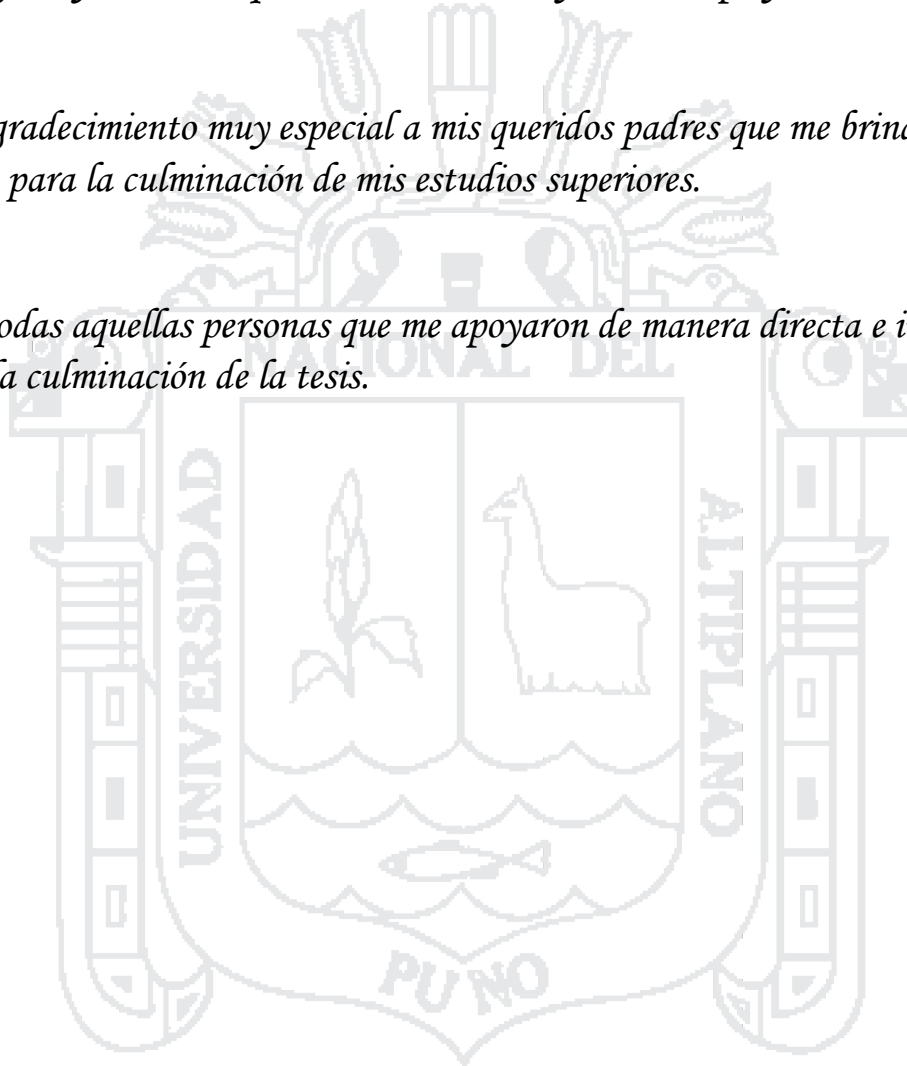 gradecimiento muy especial a mis queridos padres que me brind
para la culminación de mis estudios superiores.
odas aquellas personas que me apoyaron de manera directa e i
a culminación de la tesis.
NACIONAL DEL
UNIVERSIDAD
ALTIPLANO
PUNO